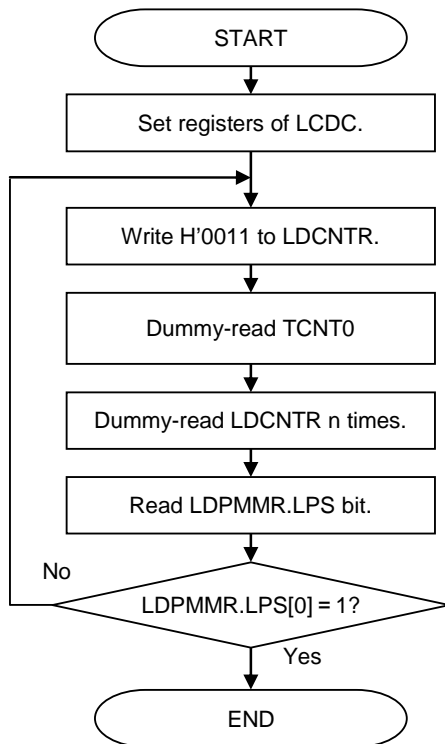 START
Set registers of LCDC.
Write H'0011 to LDCNTR.
Dummy-read TCNT0
Dummy-read LDCNTR n times.
Read LDPMMR.LPS bit.
No
LDPMMR.LPS[0] = 1?
Yes
END